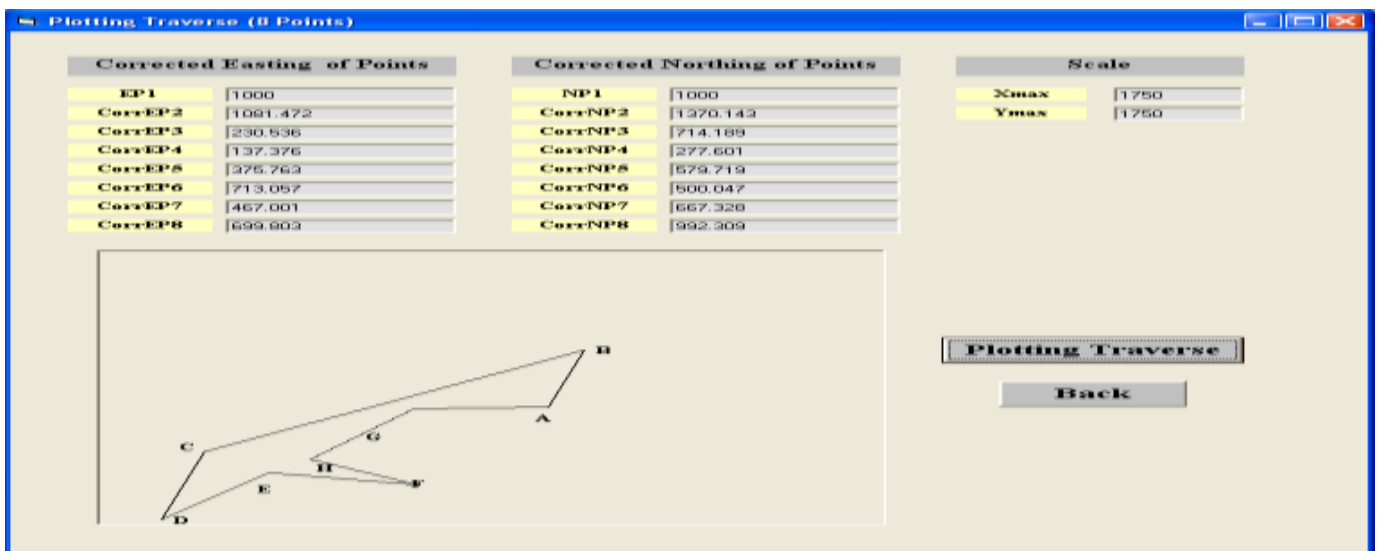 Plotting Traverse (8 Points)
Corrected Easting of Points Corrected Northing of Points Scale
EP1 1000 NP1 1000 Xmax 1750
CorrEP2 1081.472 CorrNP2 1370.143 Ymax 1750
CorrEP3 230.536 CorrNP3 714.189
CorrEP4 137.376 CorrNP4 277.601
CorrEP5 375.763 CorrNP5 579.719
CorrEP6 713.057 CorrNP6 500.047
CorrEP7 467.001 CorrNP7 667.328
CorrEP8 699.803 CorrNP8 992.309
B
Plotting Traverse
Back
A
G
C
H
F
E
D